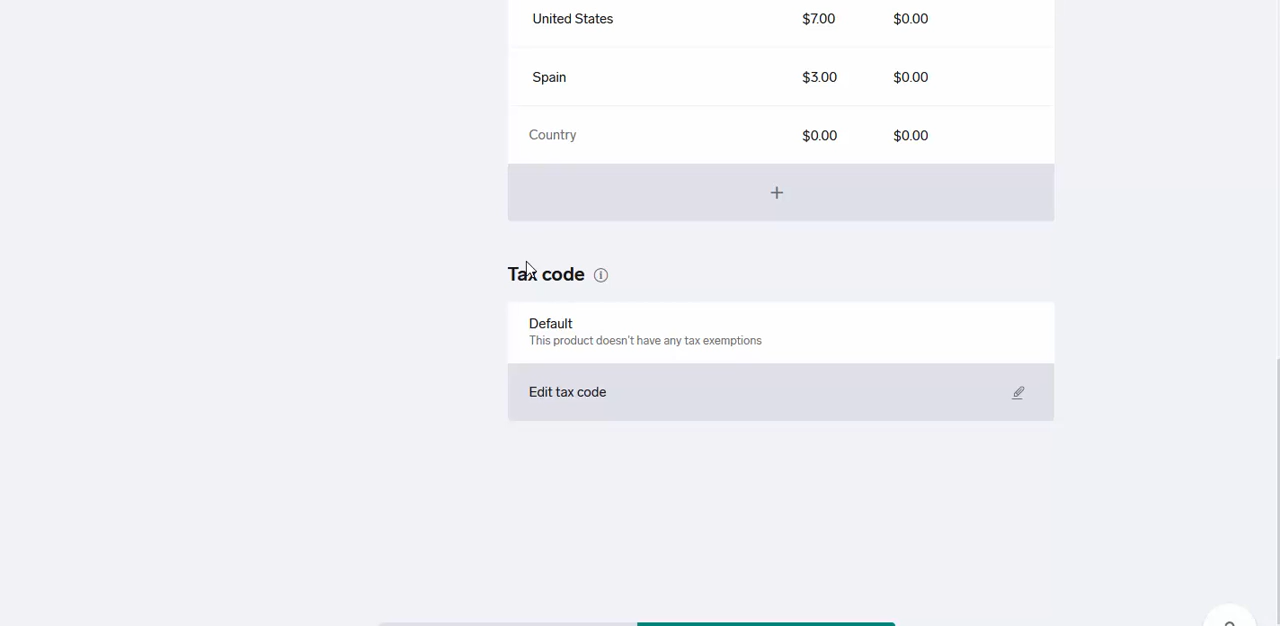 United States $7.00 $0.00
Spain $3.00 $0.00
Country $0.00 $0.00
+
Tax code
Default
This product doesn't have any tax exemptions
Edit tax code